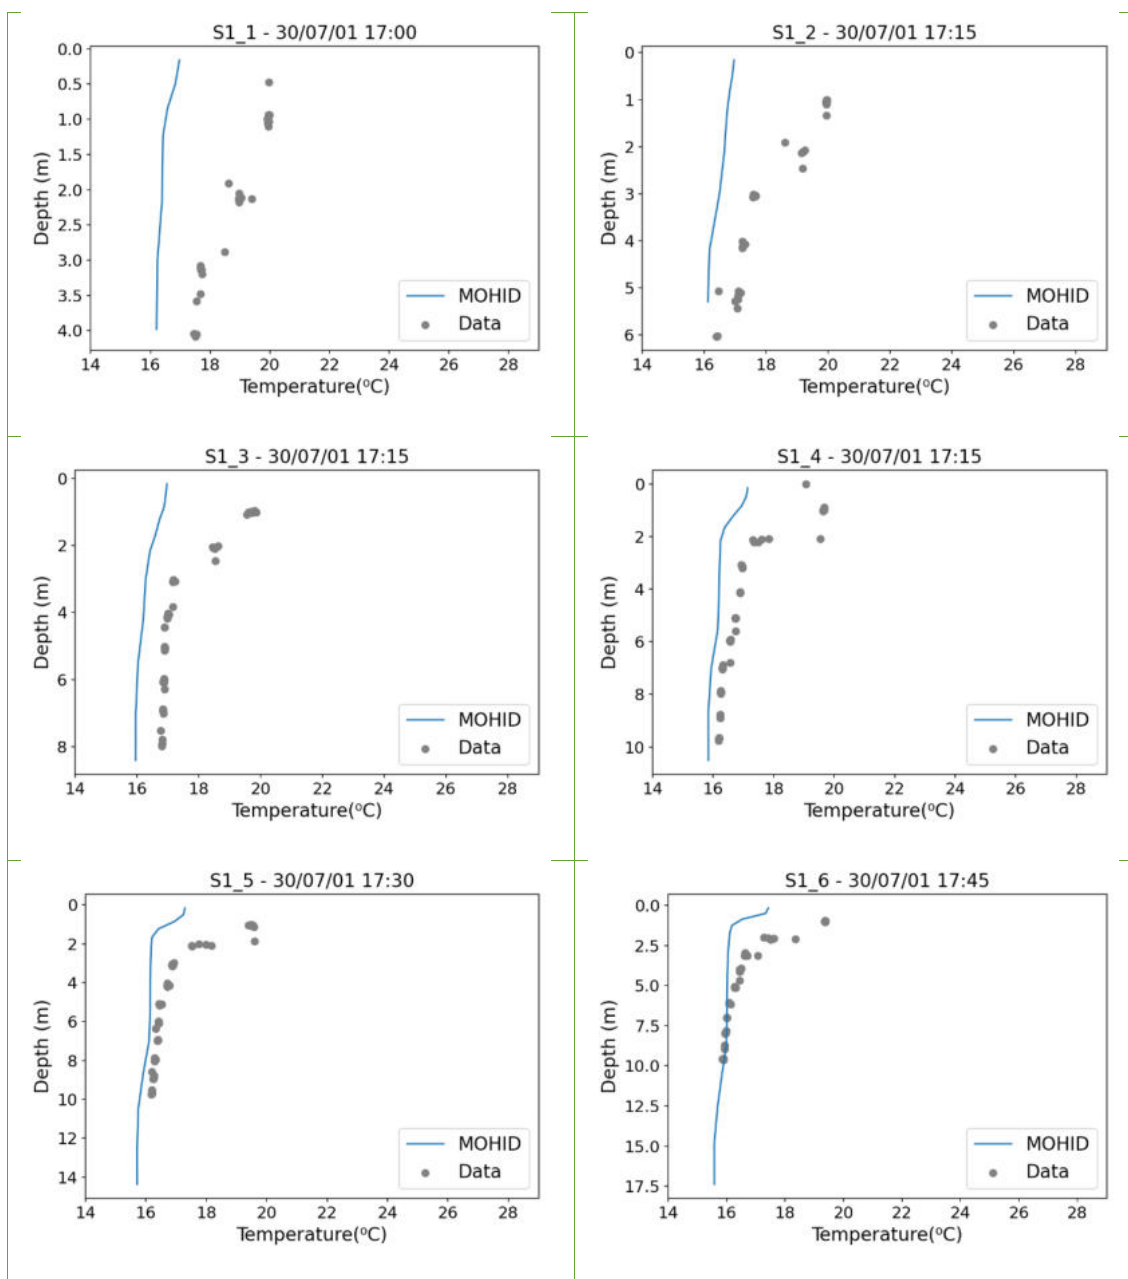 S1_1 - 30/07/01 17:00
0.0
0.5
1.0
1.5
2.0
2.5
3.0
3.5
4.0
Depth (m)
MOHID
Data
14 16 18 20 22 24 26 28
Temperature(⁰C)
S1_2 - 30/07/01 17:15
0
1
2
3
4
5
6
Depth (m)
MOHID
Data
14 16 18 20 22 24 26 28
Temperature(⁰C)
S1_3 - 30/07/01 17:15
0
2
4
6
8
Depth (m)
MOHID
Data
14 16 18 20 22 24 26 28
Temperature(⁰C)
S1_4 - 30/07/01 17:15
0
2
4
6
8
10
Depth (m)
MOHID
Data
14 16 18 20 22 24 26 28
Temperature(⁰C)
S1_5 - 30/07/01 17:30
0
2
4
6
8
10
12
14
Depth (m)
MOHID
Data
14 16 18 20 22 24 26 28
Temperature(⁰C)
S1_6 - 30/07/01 17:45
0.0
2.5
5.0
7.5
10.0
12.5
15.0
17.5
Depth (m)
MOHID
Data
14 16 18 20 22 24 26 28
Temperature(⁰C)